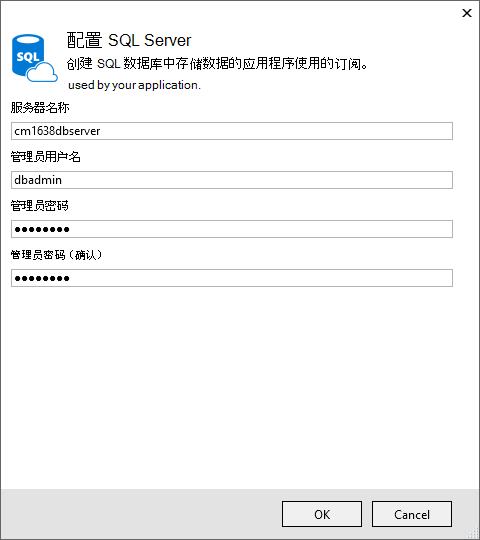 配置 SQL Server
SQL
创建 SQL 数据库中存储数据的应用程序使用的订阅。
used by your application.
服务器名称
cm1638dbserver
管理员用户名
dbadmin
管理员密码
●●●●●●●●
管理员密码（确认）
●●●●●●●●
OK
Cancel